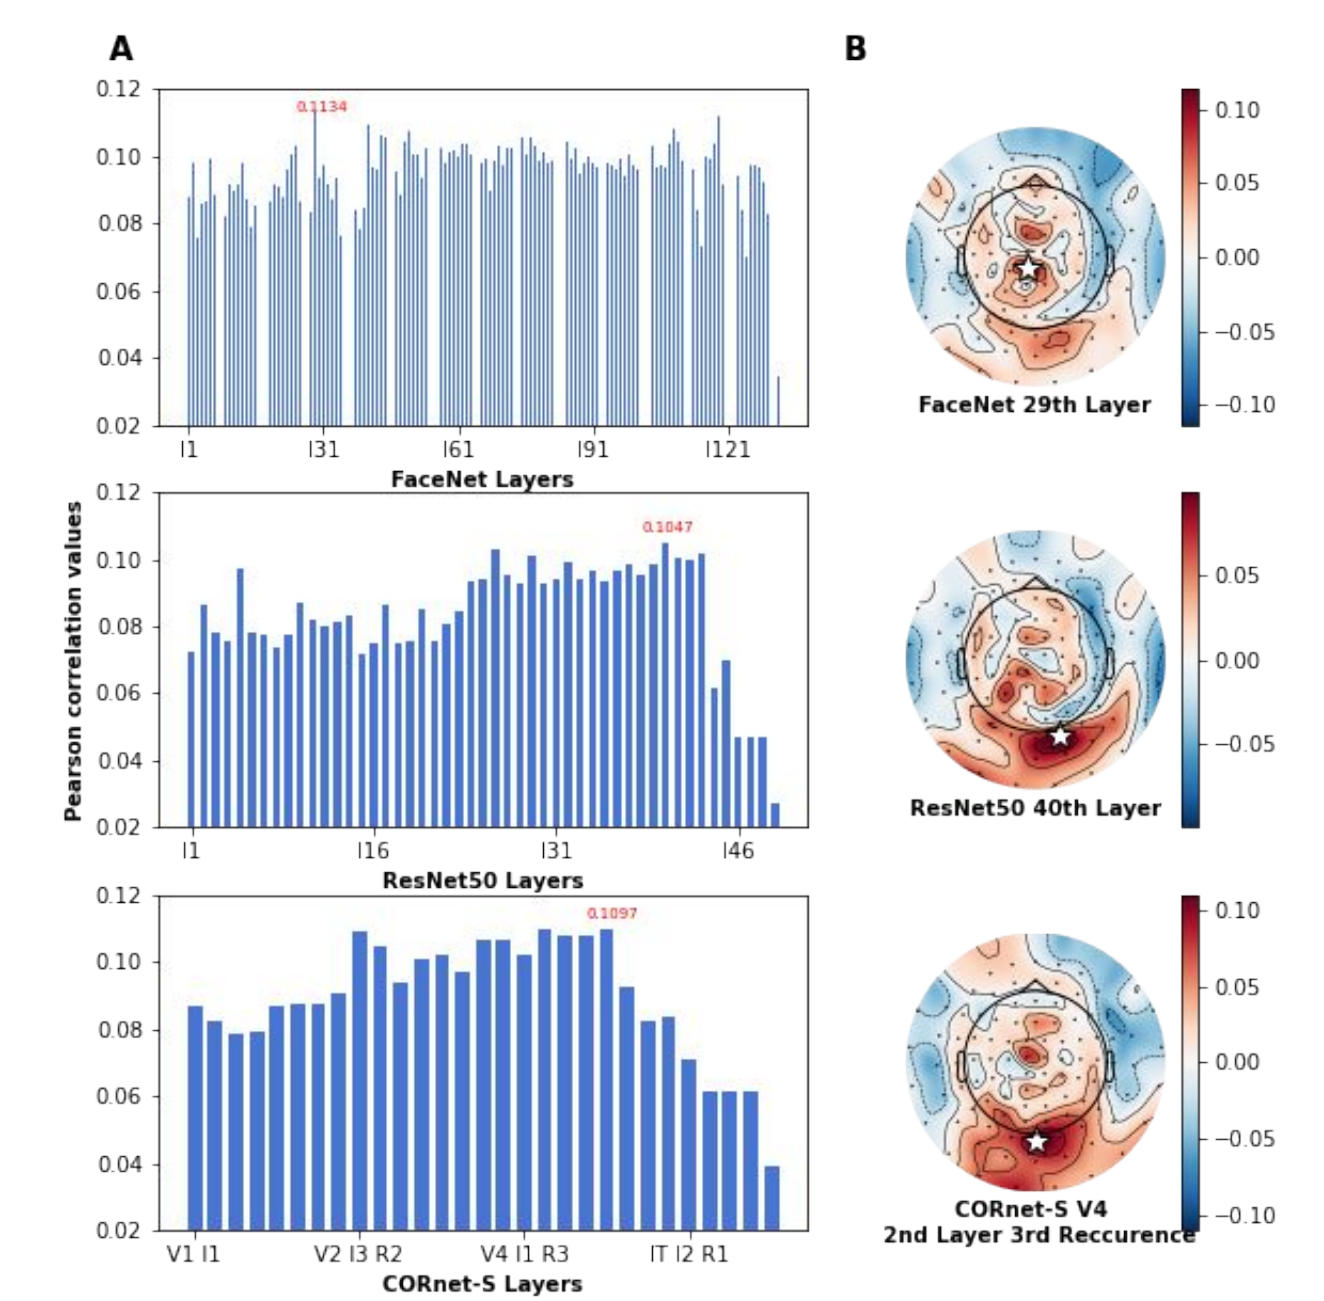 A
B
0.12
0.10
0.08
0.06
0.04
0.02
0.1134
l1
l31
l61
l91
l121
FaceNet Layers
0.10
0.05
0.00
−0.05
−0.10
FaceNet 29th Layer
Pearson correlation values
0.12
0.10
0.08
0.06
0.04
0.02
0.1047
l1
l16
l31
l46
ResNet50 Layers
0.05
0.00
−0.05
ResNet50 40th Layer
0.12
0.10
0.08
0.06
0.04
0.02
0.1097
V1 l1
V2 l3 R2
V4 l1 R3
IT l2 R1
CORnet-S Layers
0.10
0.05
0.00
−0.05
−0.10
CORnet-S V4
2nd Layer 3rd Reccurence